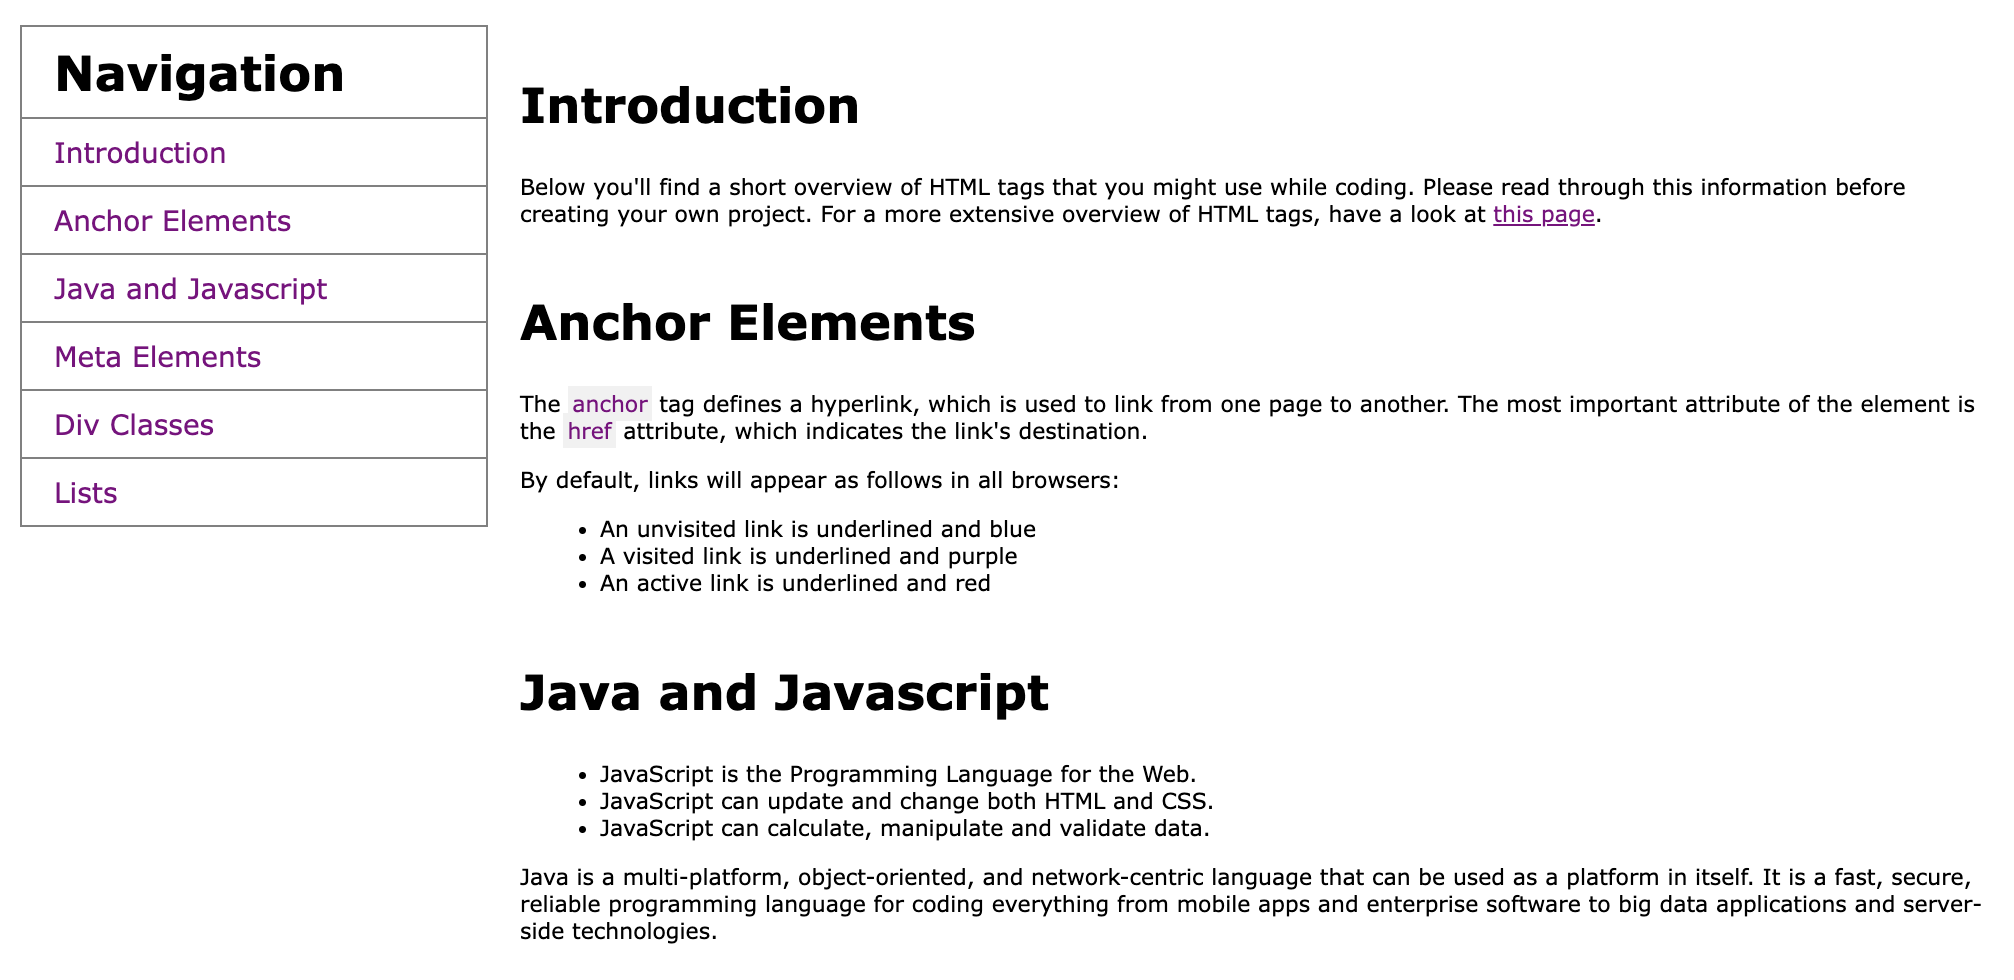 Navigation
Introduction
Anchor Elements
Java and Javascript
Meta Elements
Div Classes
Lists
Introduction
Below you'll find a short overview of HTML tags that you might use while coding. Please read through this information before
creating your own project. For a more extensive overview of HTML tags, have a look at this page.
Anchor Elements
The anchor tag defines a hyperlink, which is used to link from one page to another. The most important attribute of the element is
the href attribute, which indicates the link's destination.
By default, links will appear as follows in all browsers:
• An unvisited link is underlined and blue
• A visited link is underlined and purple
• An active link is underlined and red
Java and Javascript
• JavaScript is the Programming Language for the Web.
• JavaScript can update and change both HTML and CSS.
• JavaScript can calculate, manipulate and validate data.
Java is a multi-platform, object-oriented, and network-centric language that can be used as a platform in itself. It is a fast, secure,
reliable programming language for coding everything from mobile apps and enterprise software to big data applications and server-
side technologies.